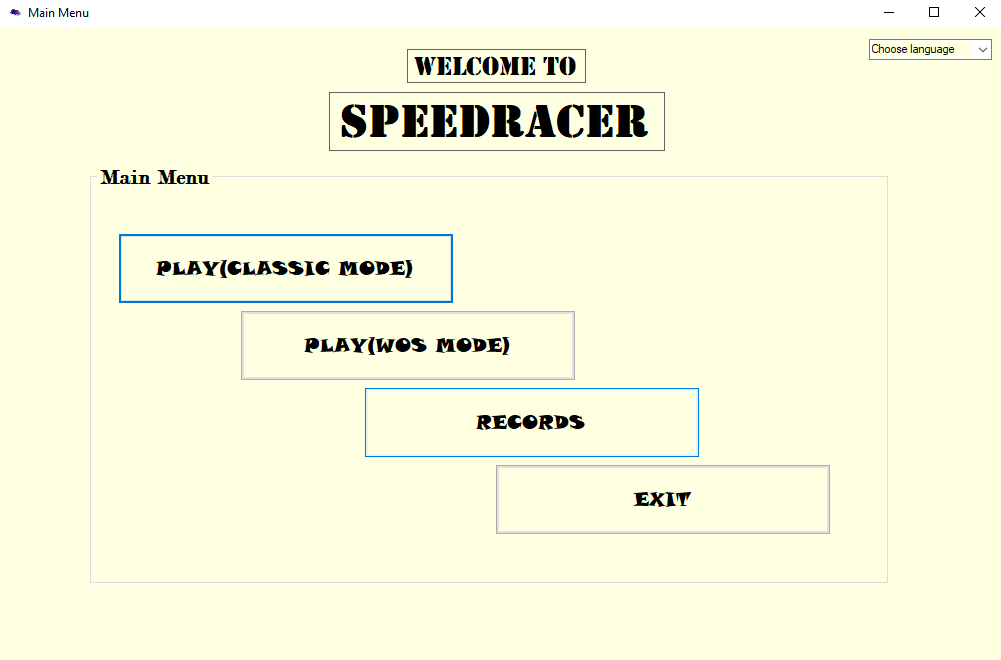 Main Menu
Choose language
WELCOME TO
SPEEDRACER
Main Menu
PLAY(CLASSIC MODE)
PLAY(WOS MODE)
RECORDS
EXIT